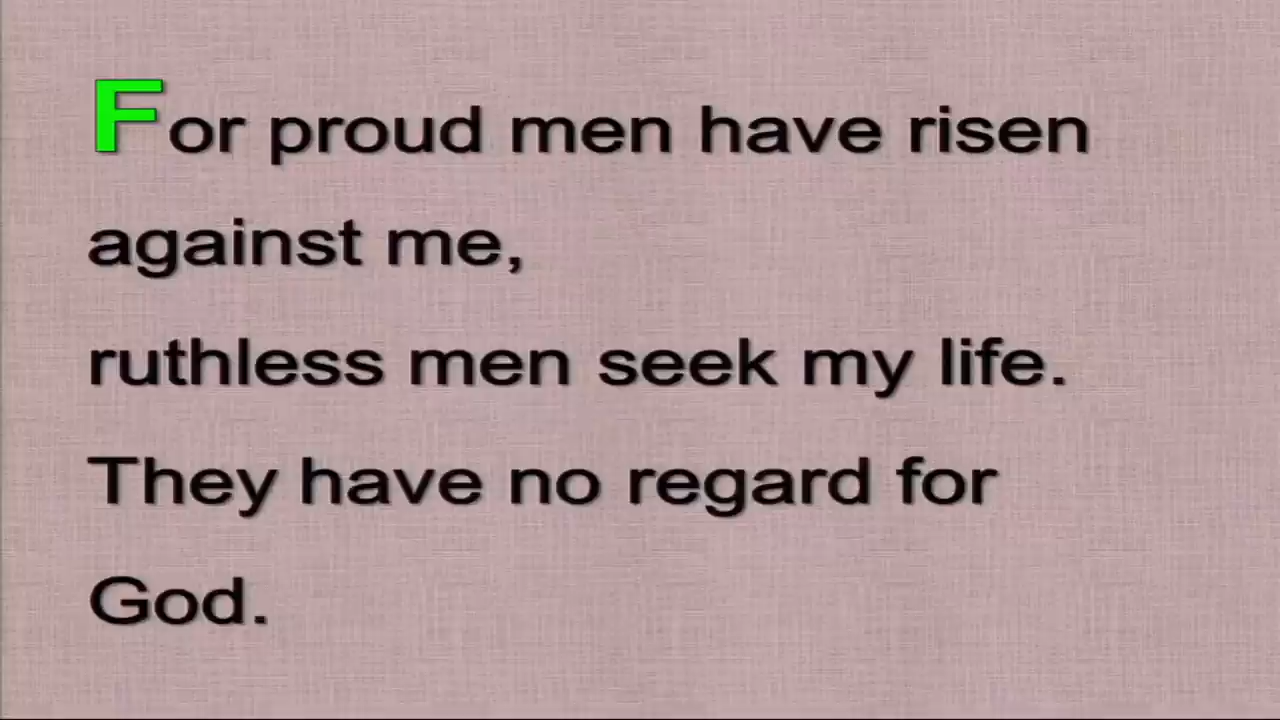 For proud men have risen
against me,
ruthless men seek my life.
They have no regard for
God.